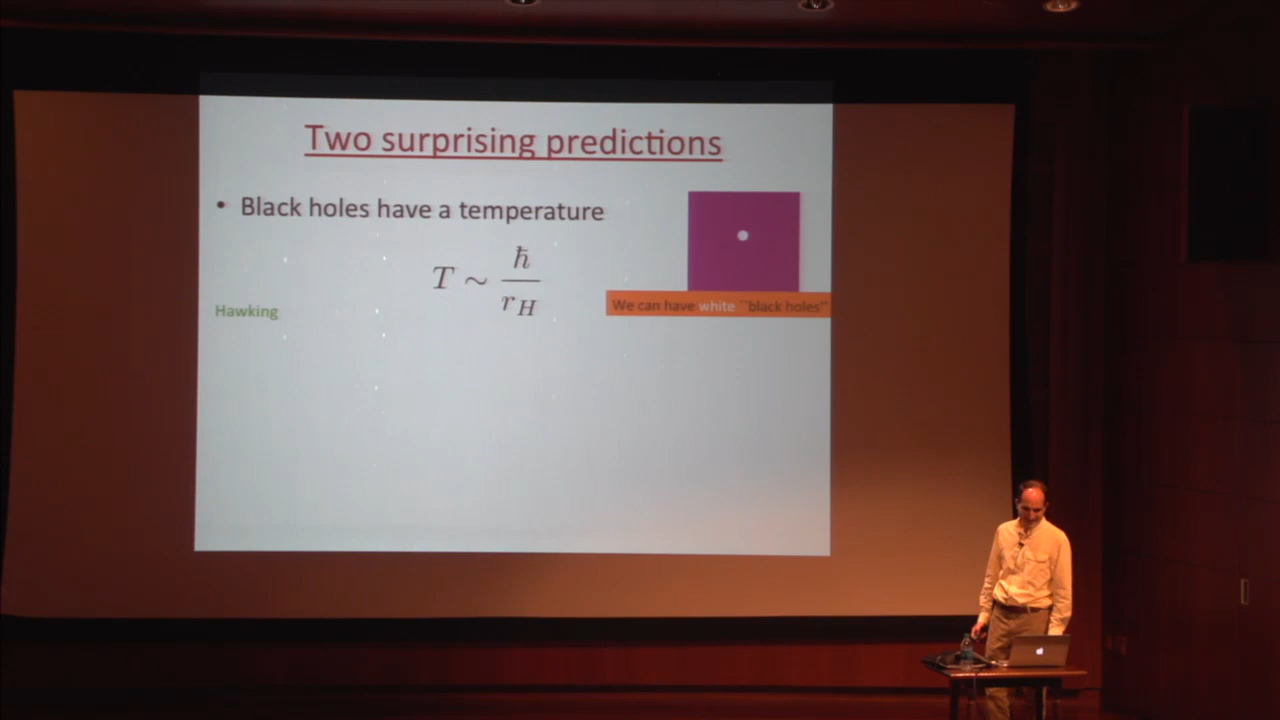 Two surprising predictions
• Black holes have a temperature
T ∼ ħ / r_H
Hawking
We can have white ``black holes''